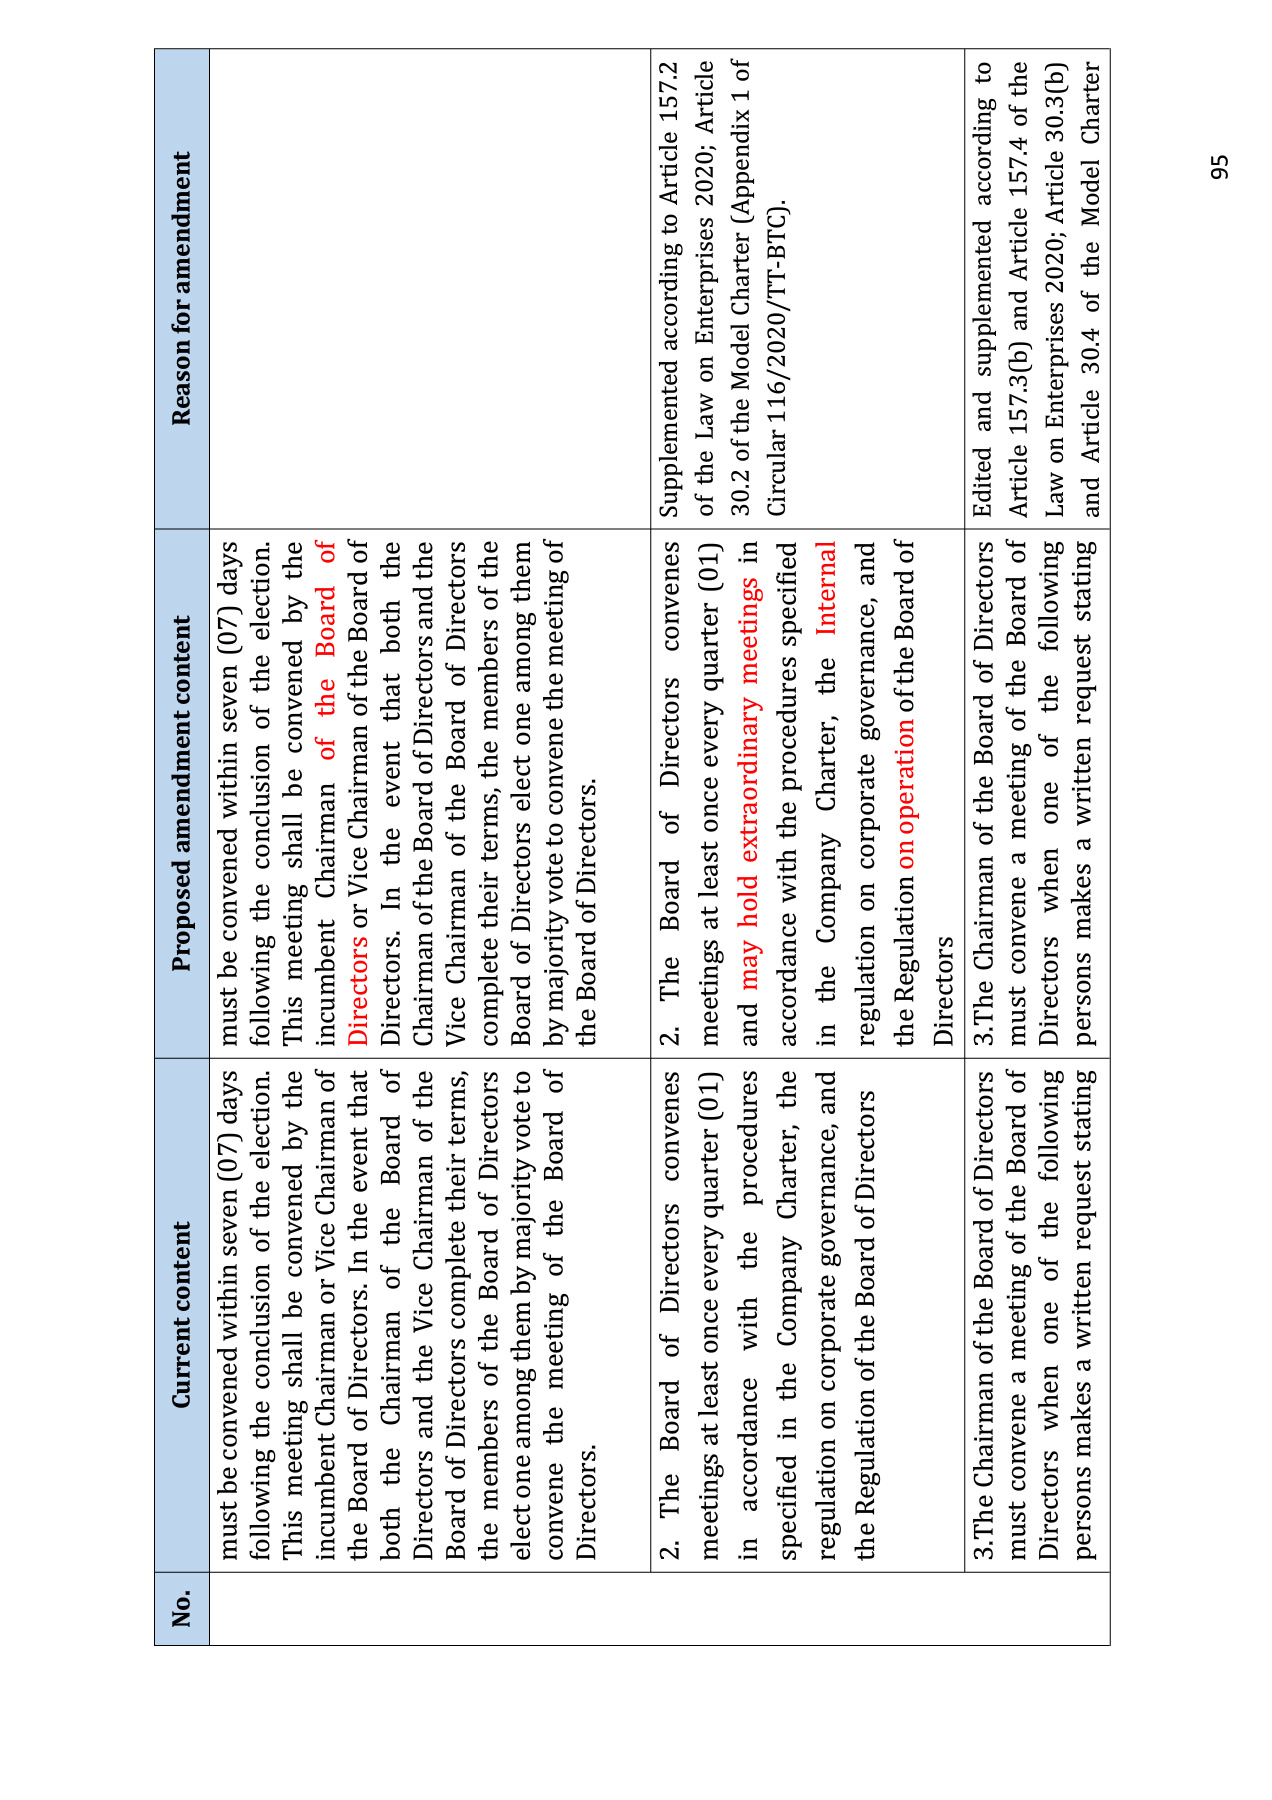 No.
Current content
Proposed amendment content
Reason for amendment
must be convened within seven (07) days
following the conclusion of the election.
This meeting shall be convened by the
incumbent Chairman or Vice Chairman of
the Board of Directors. In the event that
both the Chairman of the Board of
Directors and the Vice Chairman of the
Board of Directors complete their terms,
the members of the Board of Directors
elect one among them by majority vote to
convene the meeting of the Board of
Directors.
must be convened within seven (07) days
following the conclusion of the election.
This meeting shall be convened by the
incumbent Chairman of the Board of
Directors or Vice Chairman of the Board of
Directors. In the event that both the
Chairman of the Board of Directors and the
Vice Chairman of the Board of Directors
complete their terms, the members of the
Board of Directors elect one among them
by majority vote to convene the meeting of
the Board of Directors.
2. The Board of Directors convenes
meetings at least once every quarter (01)
in accordance with the procedures
specified in the Company Charter, the
regulation on corporate governance, and
the Regulation of the Board of Directors
2. The Board of Directors convenes
meetings at least once every quarter (01)
and may hold extraordinary meetings in
accordance with the procedures specified
in the Company Charter, the Internal
regulation on corporate governance, and
the Regulation on operation of the Board of
Directors
Supplemented according to Article 157.2
of the Law on Enterprises 2020; Article
30.2 of the Model Charter (Appendix 1 of
Circular 116/2020/TT-BTC).
3.The Chairman of the Board of Directors
must convene a meeting of the Board of
Directors when one of the following
persons makes a written request stating
3.The Chairman of the Board of Directors
must convene a meeting of the Board of
Directors when one of the following
persons makes a written request stating
Edited and supplemented according to
Article 157.3(b) and Article 157.4 of the
Law on Enterprises 2020; Article 30.3(b)
and Article 30.4 of the Model Charter
95